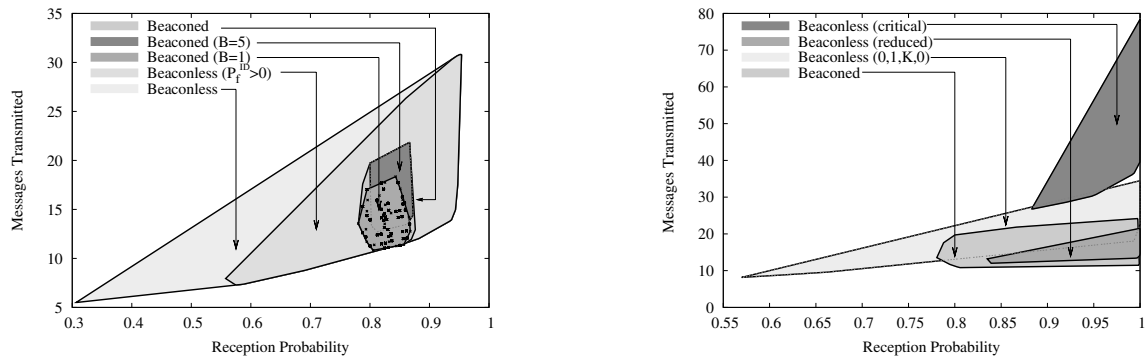 35
30
25
20
15
10
5
Messages Transmitted
0.3 0.4 0.5 0.6 0.7 0.8 0.9 1
Reception Probability
Beaconed
Beaconed (B=5)
Beaconed (B=1)
Beaconless (P_f^ID>0)
Beaconless
80
70
60
50
40
30
20
10
0
Messages Transmitted
0.55 0.6 0.65 0.7 0.75 0.8 0.85 0.9 0.95 1
Reception Probability
Beaconless (critical)
Beaconless (reduced)
Beaconless (0,1,K,0)
Beaconed